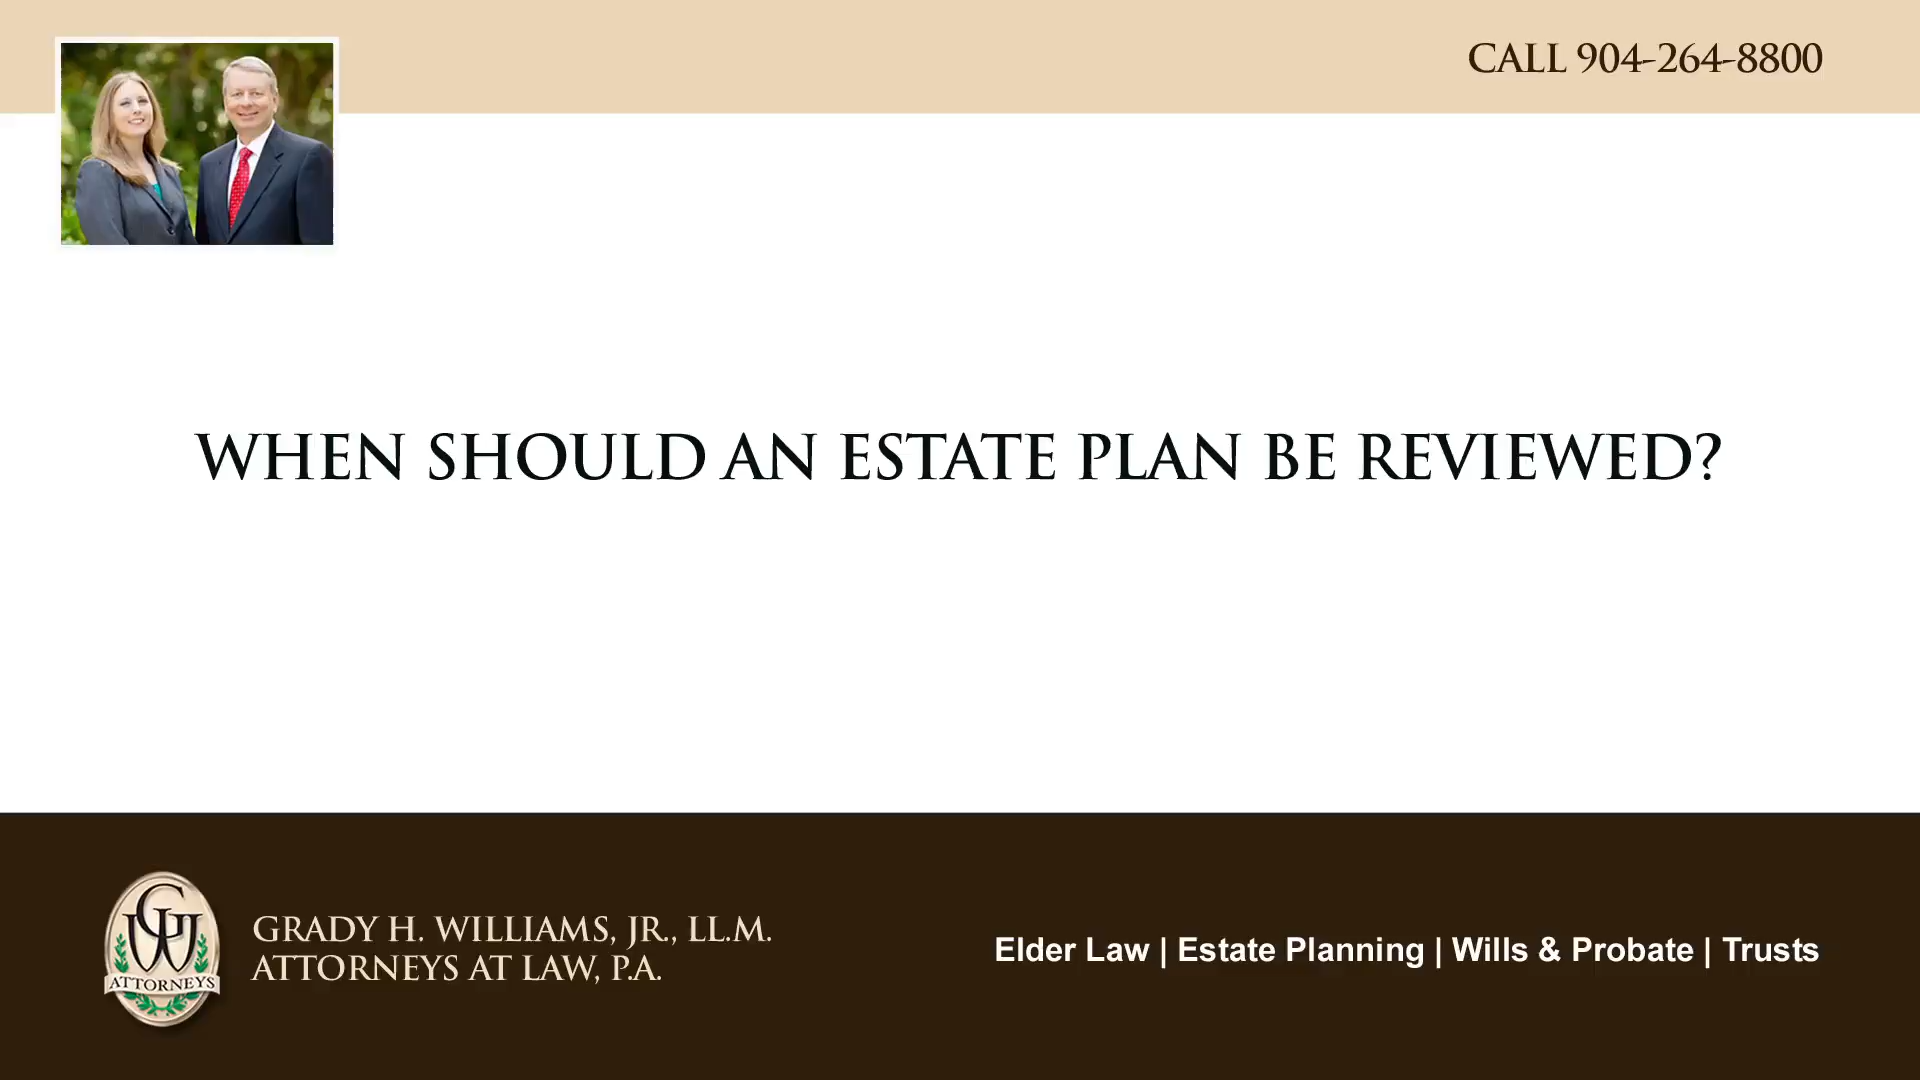 CALL 904-264-8800
WHEN SHOULD AN ESTATE PLAN BE REVIEWED?
GW
ATTORNEYS
GRADY H. WILLIAMS, JR., LL.M.
ATTORNEYS AT LAW, P.A.
Elder Law | Estate Planning | Wills & Probate | Trusts